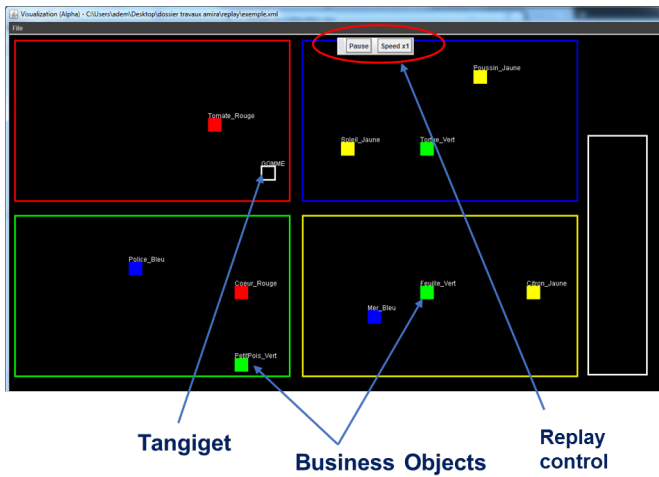 Visualization (Alpha) - C:\Users\adem\Desktop\dossier travaux amira\replay\exemple.xml
File
Pause Speed x1
Poussin_Jaune
Tomate_Rouge
Soleil_Jaune Tortue_Vert
GOMME
Police_Bleu
Coeur_Rouge Feuille_Vert Citron_Jaune
Mer_Bleu
PetitPois_Vert
Tangiget
Business Objects
Replay
control